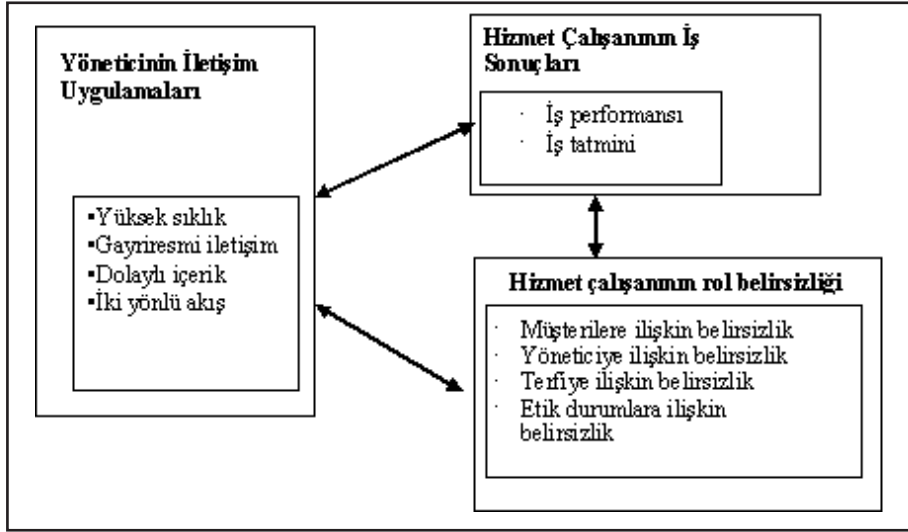 Yöneticinin İletişim
Uygulamaları
▪Yüksek sıklık
▪Gayriresmi iletişim
▪Dolaylı içerik
▪İki yönlü akış
Hizmet Çalışanının İş
Sonuçları
· İş performansı
· İş tatmini
Hizmet çalışanının rol belirsizliği
· Müşterilere ilişkin belirsizlik
· Yöneticiye ilişkin belirsizlik
· Terfiye ilişkin belirsizlik
· Etik durumlara ilişkin
belirsizlik